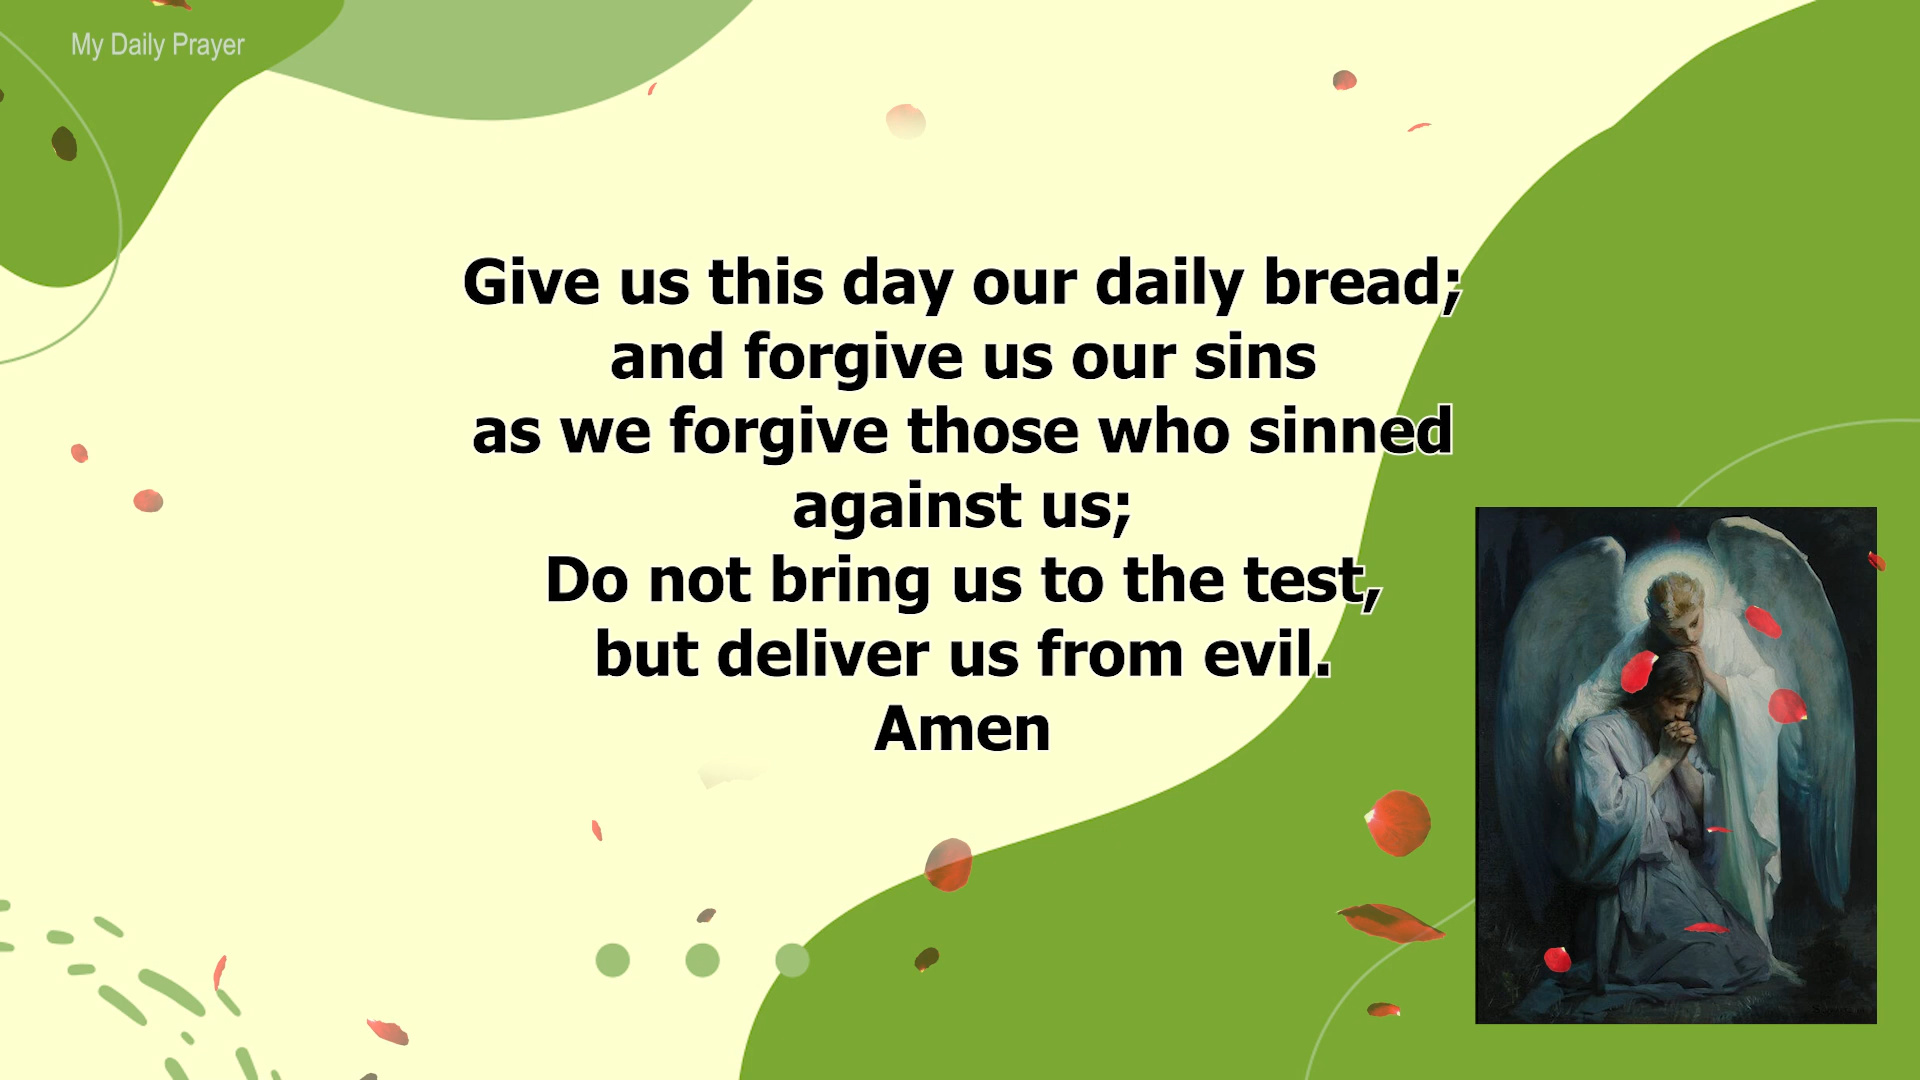 My Daily Prayer
Give us this day our daily bread;
and forgive us our sins
as we forgive those who sinned
against us;
Do not bring us to the test,
but deliver us from evil.
Amen